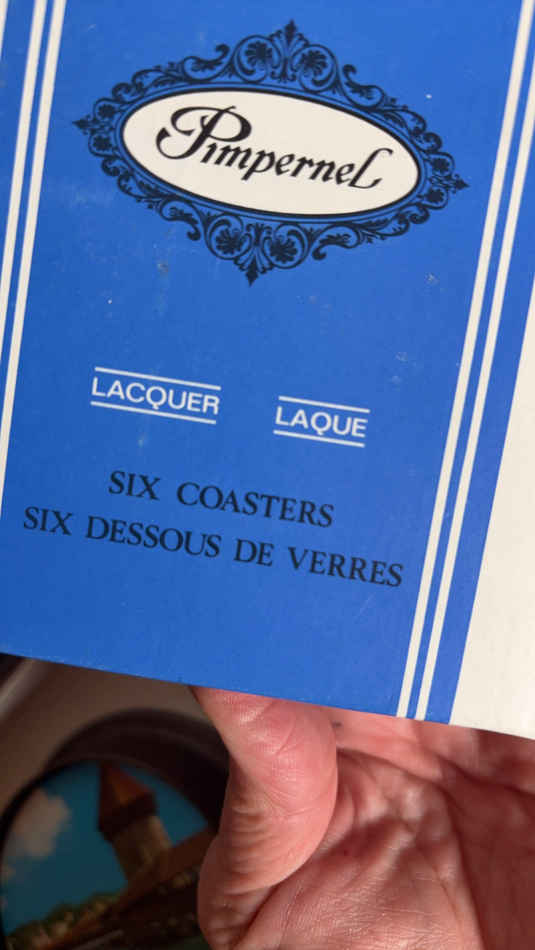 Pimpernel
LACQUER LAQUE
SIX COASTERS
SIX DESSOUS DE VERRES